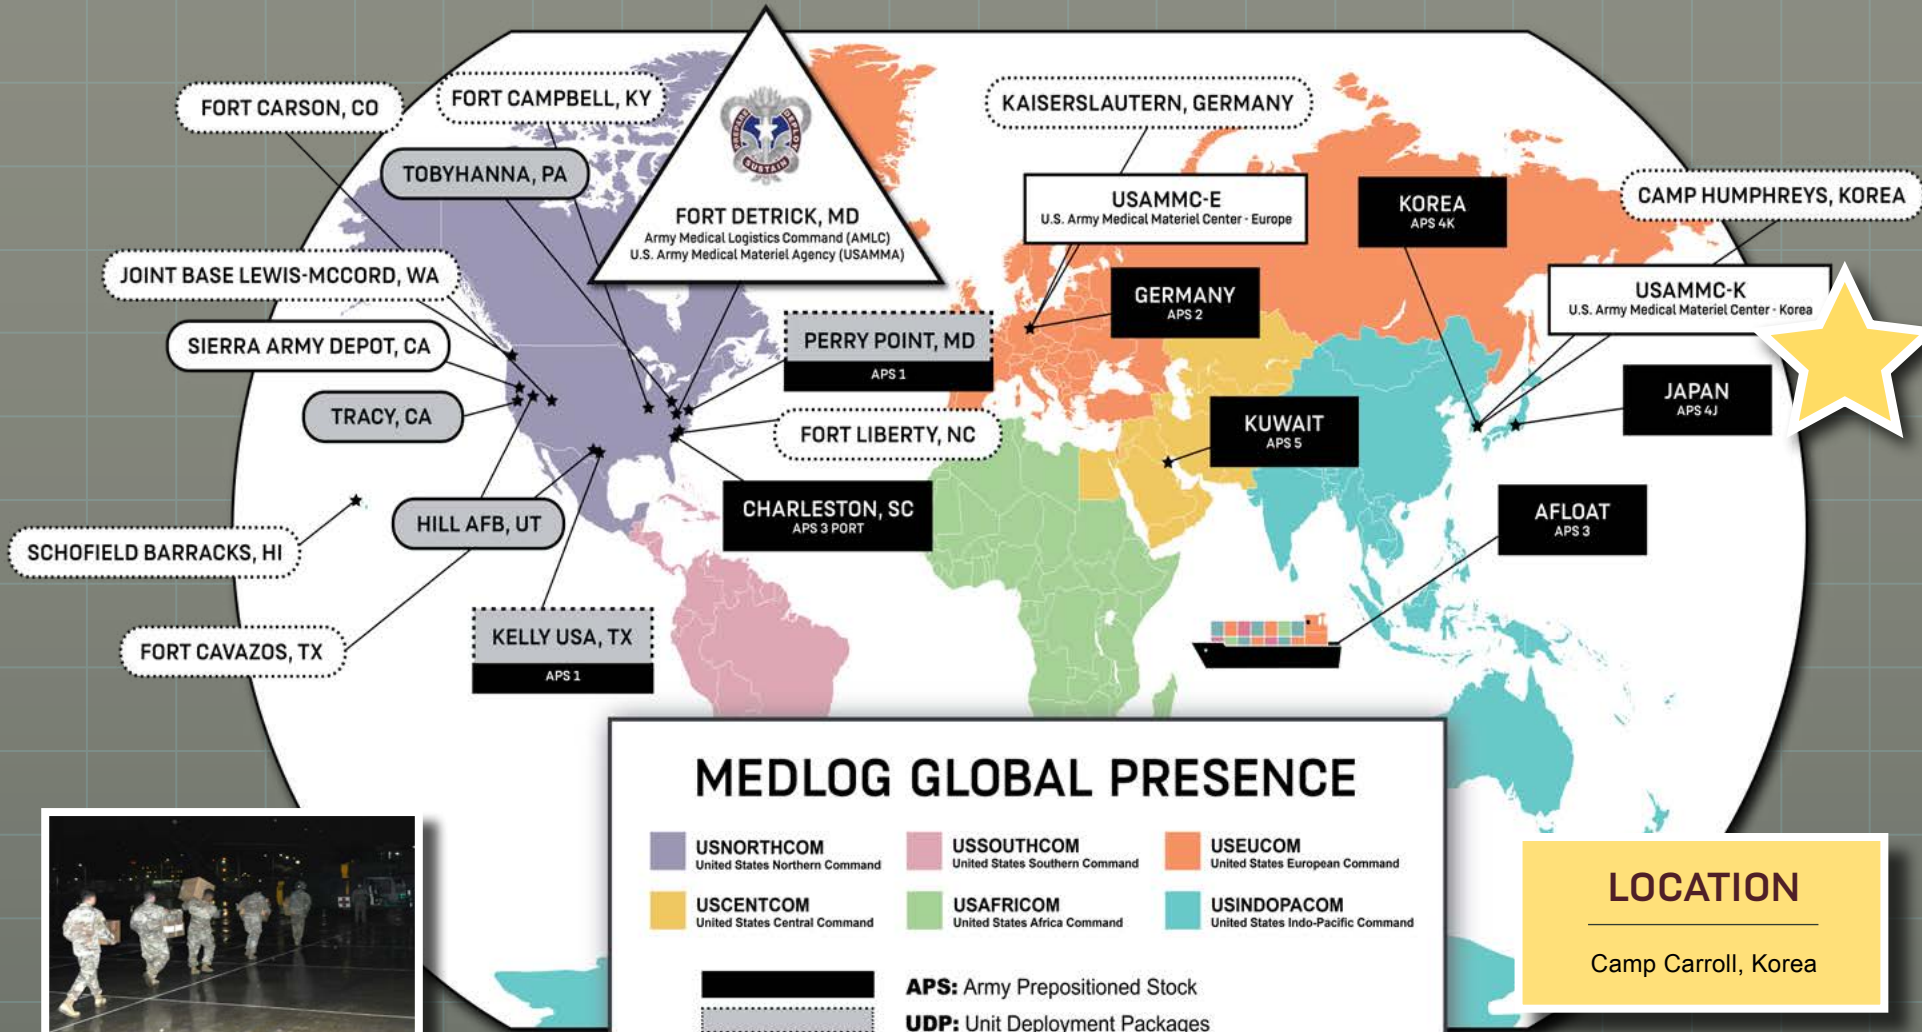 FORT CARSON, CO
FORT CAMPBELL, KY
TOBYHANNA, PA
PREPARE
DEPLOY
SUSTAIN
FORT DETRICK, MD
Army Medical Logistics Command (AMLC)
U.S. Army Medical Materiel Agency (USAMMA)
KAISERSLAUTERN, GERMANY
USAMMC-E
U.S. Army Medical Materiel Center - Europe
KOREA
APS 4K
CAMP HUMPHREYS, KOREA
JOINT BASE LEWIS-MCCORD, WA
GERMANY
APS 2
USAMMC-K
U.S. Army Medical Materiel Center - Korea
SIERRA ARMY DEPOT, CA
PERRY POINT, MD
APS 1
TRACY, CA
FORT LIBERTY, NC
KUWAIT
APS 5
JAPAN
APS 4J
HILL AFB, UT
CHARLESTON, SC
APS 3 PORT
AFLOAT
APS 3
SCHOFIELD BARRACKS, HI
FORT CAVAZOS, TX
KELLY USA, TX
APS 1
MEDLOG GLOBAL PRESENCE
USNORTHCOM
United States Northern Command
USSOUTHCOM
United States Southern Command
USEUCOM
United States European Command
USCENTCOM
United States Central Command
USAFRICOM
United States Africa Command
USINDOPACOM
United States Indo-Pacific Command
APS: Army Prepositioned Stock
UDP: Unit Deployment Packages
LOCATION
Camp Carroll, Korea